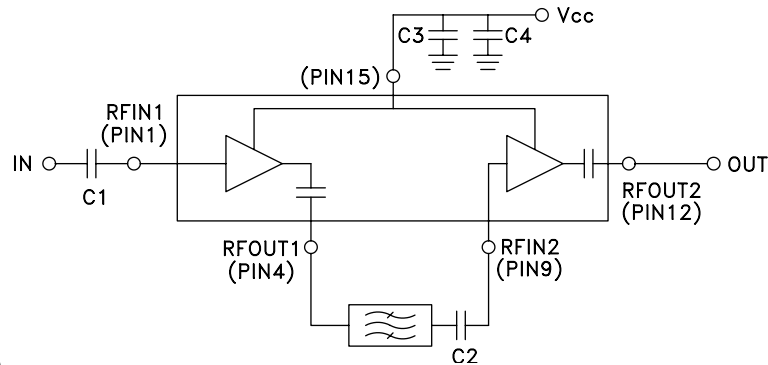 Vcc
C3
C4
(PIN15)
RFIN1
(PIN1)
IN
C1
OUT
RFOUT2
(PIN12)
RFOUT1
(PIN4)
RFIN2
(PIN9)
C2